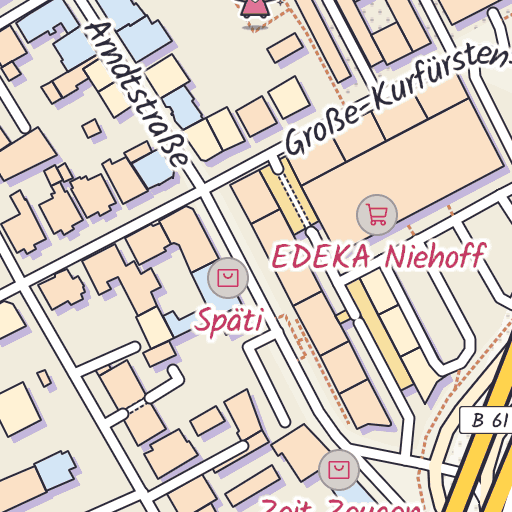 Arndtstraße
Große-Kurfürsten
EDEKA Niehoff
Späti
B 61